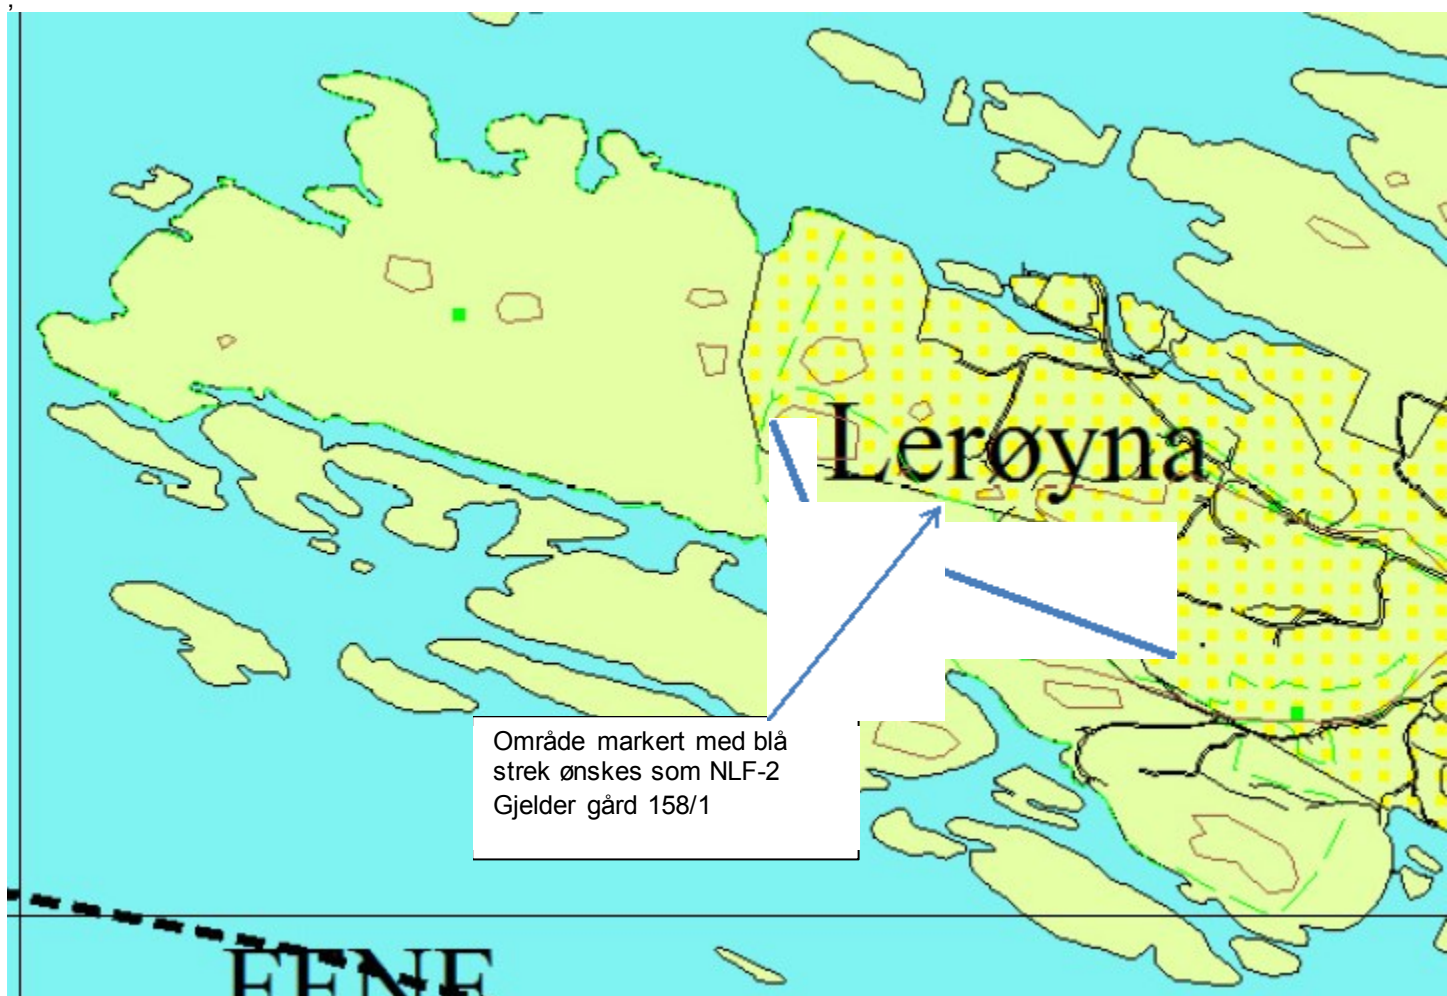 Lerøyna
Område markert med blå
strek ønskes som NLF-2
Gjelder gård 158/1